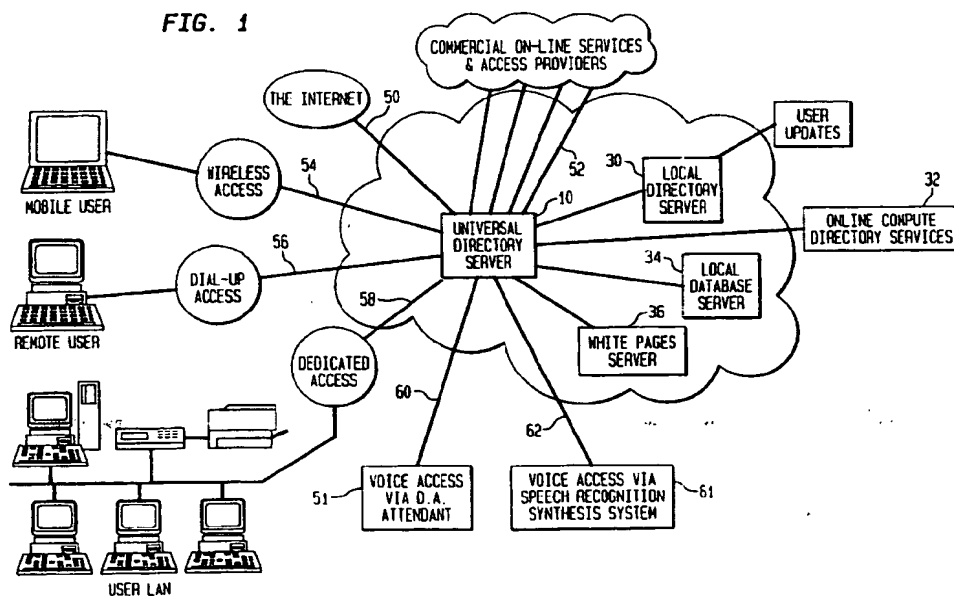 FIG. 1
COMMERCIAL ON-LINE SERVICES
& ACCESS PROVIDERS
THE INTERNET
50
52
USER
UPDATES
MOBILE USER
WIRELESS
ACCESS
54
30
LOCAL
DIRECTORY
SERVER
10
UNIVERSAL
DIRECTORY
SERVER
32
ONLINE COMPUTE
DIRECTORY SERVICES
REMOTE USER
DIAL-UP
ACCESS
56
34
LOCAL
DATABASE
SERVER
58
36
WHITE PAGES
SERVER
DEDICATED
ACCESS
60
62
51
VOICE ACCESS
VIA D.A.
ATTENDANT
VOICE ACCESS VIA
SPEECH RECOGNITION
SYNTHESIS SYSTEM
61
USER LAN